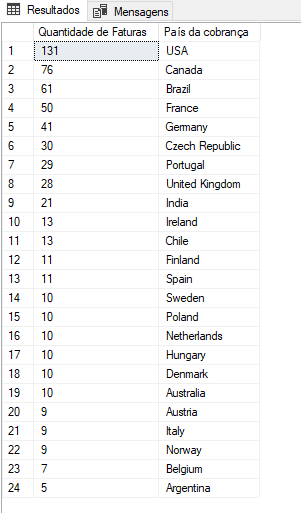 Resultados Mensagens
Quantidade de Faturas País da cobrança
1 131 USA
2 76 Canada
3 61 Brazil
4 50 France
5 41 Germany
6 30 Czech Republic
7 29 Portugal
8 28 United Kingdom
9 21 India
10 13 Ireland
11 13 Chile
12 11 Finland
13 11 Spain
14 10 Sweden
15 10 Poland
16 10 Netherlands
17 10 Hungary
18 10 Denmark
19 10 Australia
20 9 Austria
21 9 Italy
22 9 Norway
23 7 Belgium
24 5 Argentina